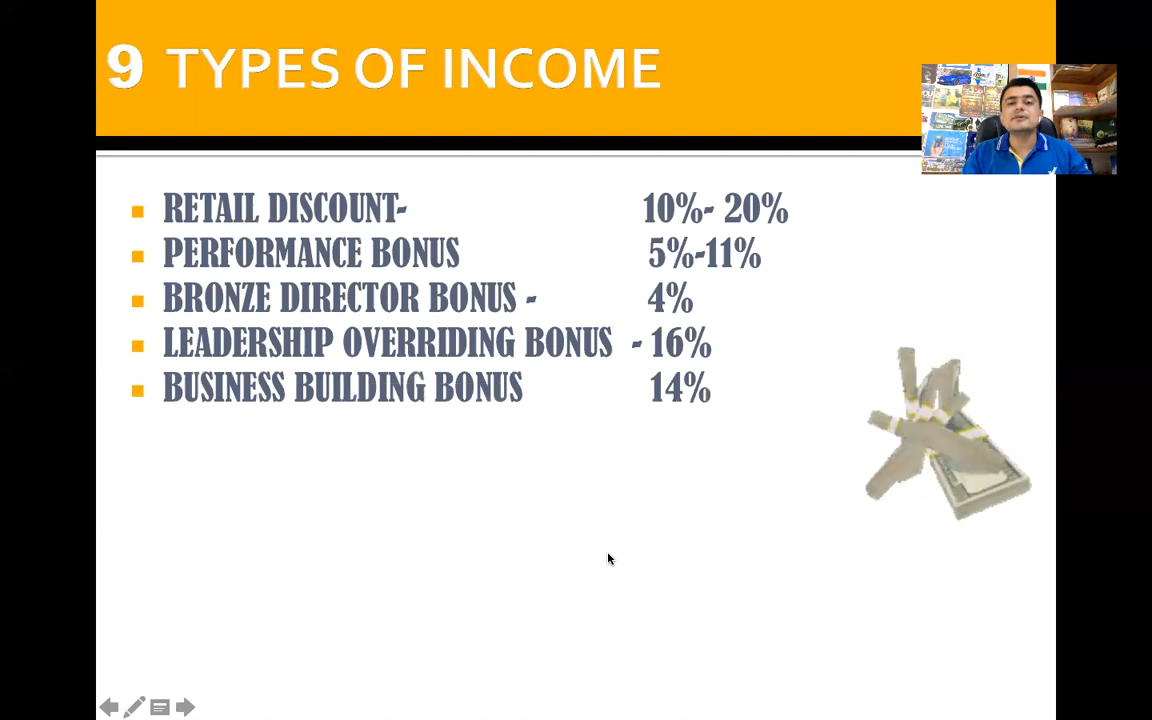 9 TYPES OF INCOME
RETAIL DISCOUNT- 10%- 20%
PERFORMANCE BONUS 5%-11%
BRONZE DIRECTOR BONUS - 4%
LEADERSHIP OVERRIDING BONUS - 16%
BUSINESS BUILDING BONUS 14%